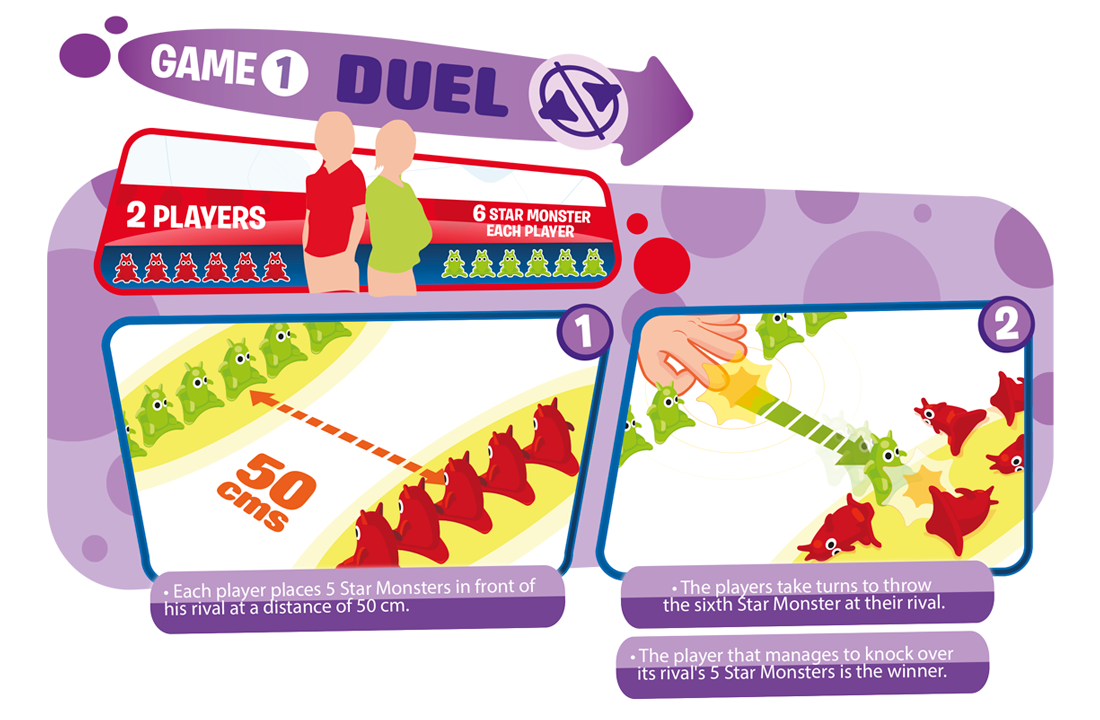 GAME 1 DUEL
2 PLAYERS
6 STAR MONSTER
EACH PLAYER
1
50
cms
• Each player places 5 Star Monsters in front of
his rival at a distance of 50 cm.
2
• The players take turns to throw
the sixth Star Monster at their rival.
• The player that manages to knock over
its rival's 5 Star Monsters is the winner.